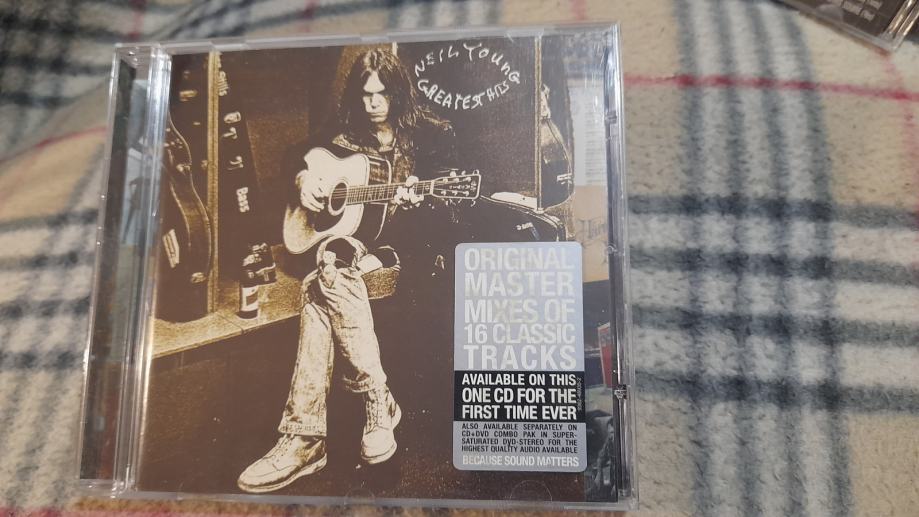 NEIL YOUNG
GREATEST HITS
Bass
ORIGINAL
MASTER
MIXES OF
16 CLASSIC
TRACKS
AVAILABLE ON THIS
ONE CD FOR THE
FIRST TIME EVER
ALSO AVAILABLE SEPARATELY ON
CD+DVD COMBO PAK IN SUPER-
SATURATED DVD-STEREO FOR THE
HIGHEST QUALITY AUDIO AVAILABLE
BECAUSE SOUND MATTERS